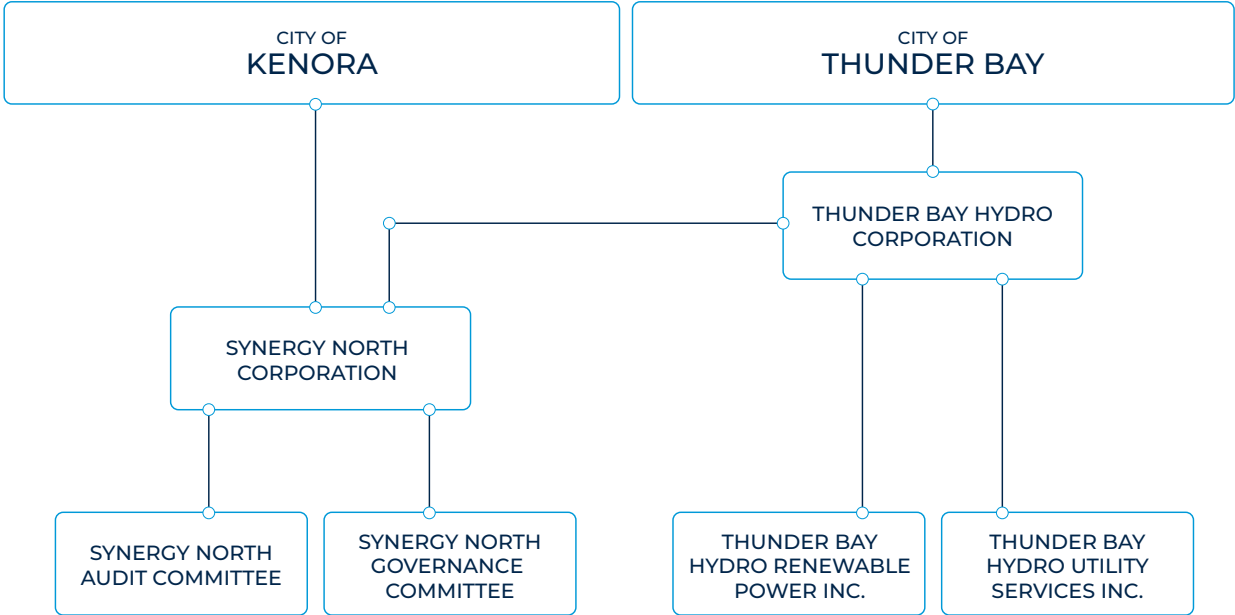 CITY OF
KENORA
CITY OF
THUNDER BAY
THUNDER BAY HYDRO
CORPORATION
SYNERGY NORTH
CORPORATION
SYNERGY NORTH
AUDIT COMMITTEE
SYNERGY NORTH
GOVERNANCE
COMMITTEE
THUNDER BAY
HYDRO RENEWABLE
POWER INC.
THUNDER BAY
HYDRO UTILITY
SERVICES INC.